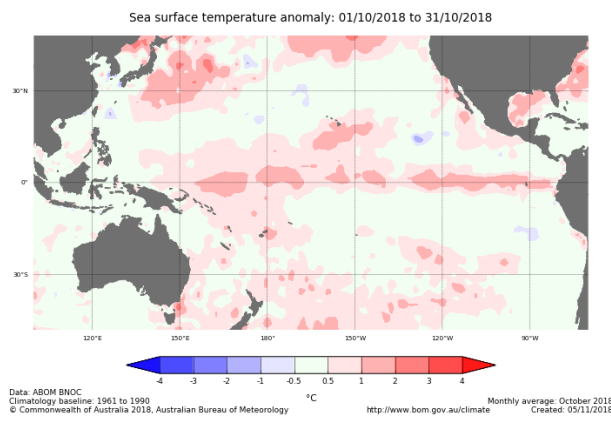 Sea surface temperature anomaly: 01/10/2018 to 31/10/2018
30°N
0°
30°S
120°E 150°E 180° 150°W 120°W 90°W
-4 -3 -2 -1 -0.5 0.5 1 2 3 4
°C
Data: ABOM BNOC
Climatology baseline: 1961 to 1990
© Commonwealth of Australia 2018, Australian Bureau of Meteorology
http://www.bom.gov.au/climate
Monthly average: October 2018
Created: 05/11/2018